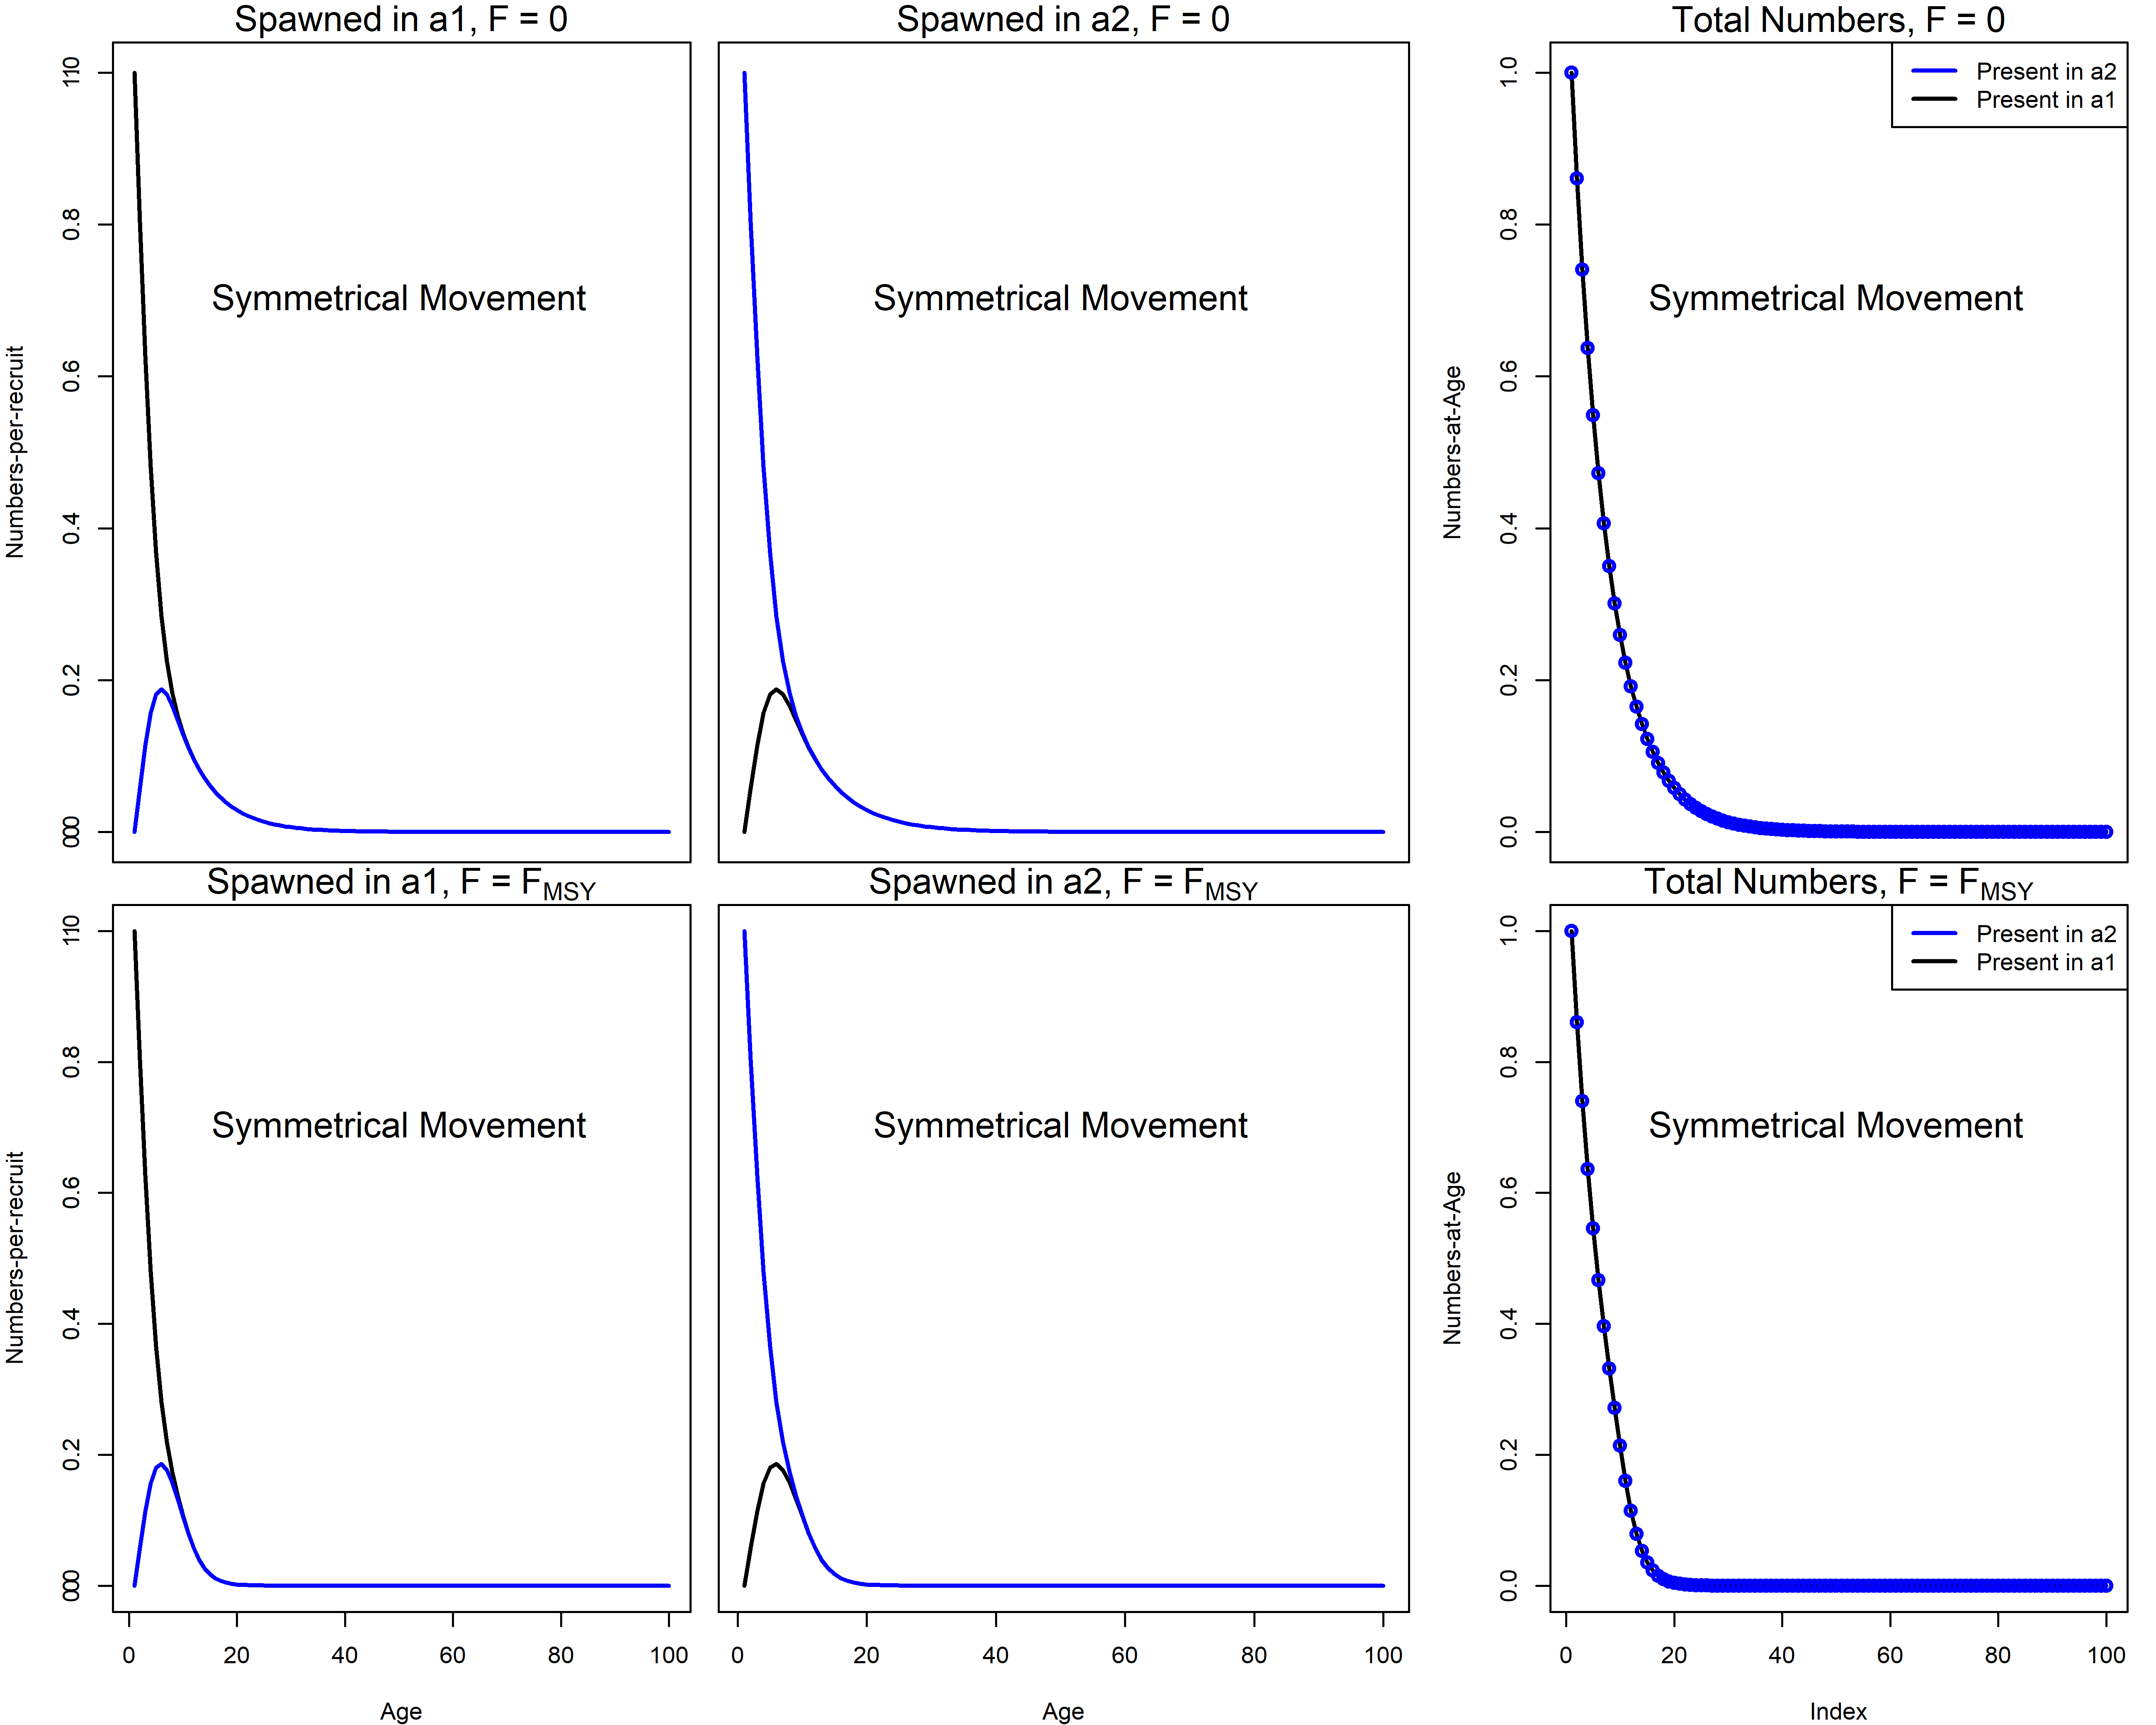 Spawned in a1, F = 0
Spawned in a2, F = 0
Total Numbers, F = 0
Numbers-per-recruit
000
0.2
0.4
0.6
0.8
110
Symmetrical Movement
Symmetrical Movement
Numbers-at-Age
0.0
0.2
0.4
0.6
0.8
1.0
Present in a2
Present in a1
Symmetrical Movement
Spawned in a1, F = FMSY
Spawned in a2, F = FMSY
Total Numbers, F = FMSY
Numbers-per-recruit
000
0.2
0.4
0.6
0.8
110
Symmetrical Movement
0 20 40 60 80 100
Age
Symmetrical Movement
0 20 40 60 80 100
Age
Numbers-at-Age
0.0
0.2
0.4
0.6
0.8
1.0
Present in a2
Present in a1
Symmetrical Movement
0 20 40 60 80 100
Index